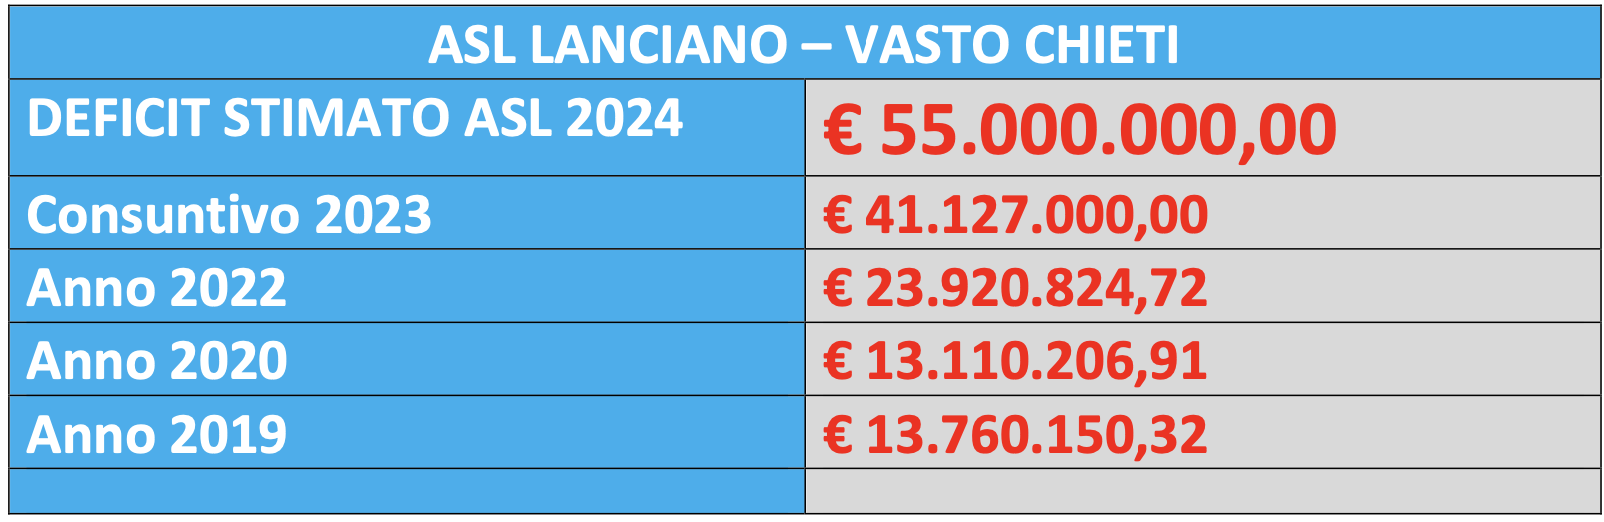 ASL LANCIANO – VASTO CHIETI
DEFICIT STIMATO ASL 2024 € 55.000.000,00
Consuntivo 2023 € 41.127.000,00
Anno 2022 € 23.920.824,72
Anno 2020 € 13.110.206,91
Anno 2019 € 13.760.150,32